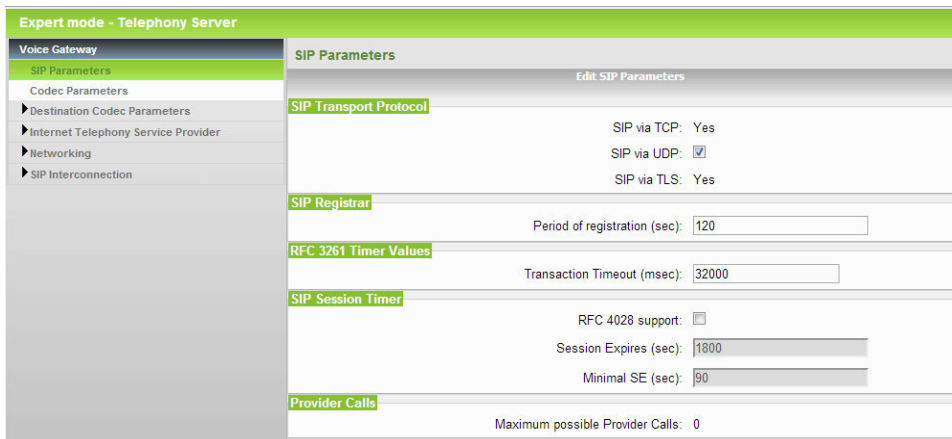 Expert mode - Telephony Server
Voice Gateway
SIP Parameters
Codec Parameters
Destination Codec Parameters
Internet Telephony Service Provider
Networking
SIP Interconnection
SIP Parameters
Edit SIP Parameters
SIP Transport Protocol
SIP via TCP: Yes
SIP via UDP:
SIP via TLS: Yes
SIP Registrar
Period of registration (sec): 120
RFC 3261 Timer Values
Transaction Timeout (msec): 32000
SIP Session Timer
RFC 4028 support:
Session Expires (sec): 1800
Minimal SE (sec): 90
Provider Calls
Maximum possible Provider Calls: 0